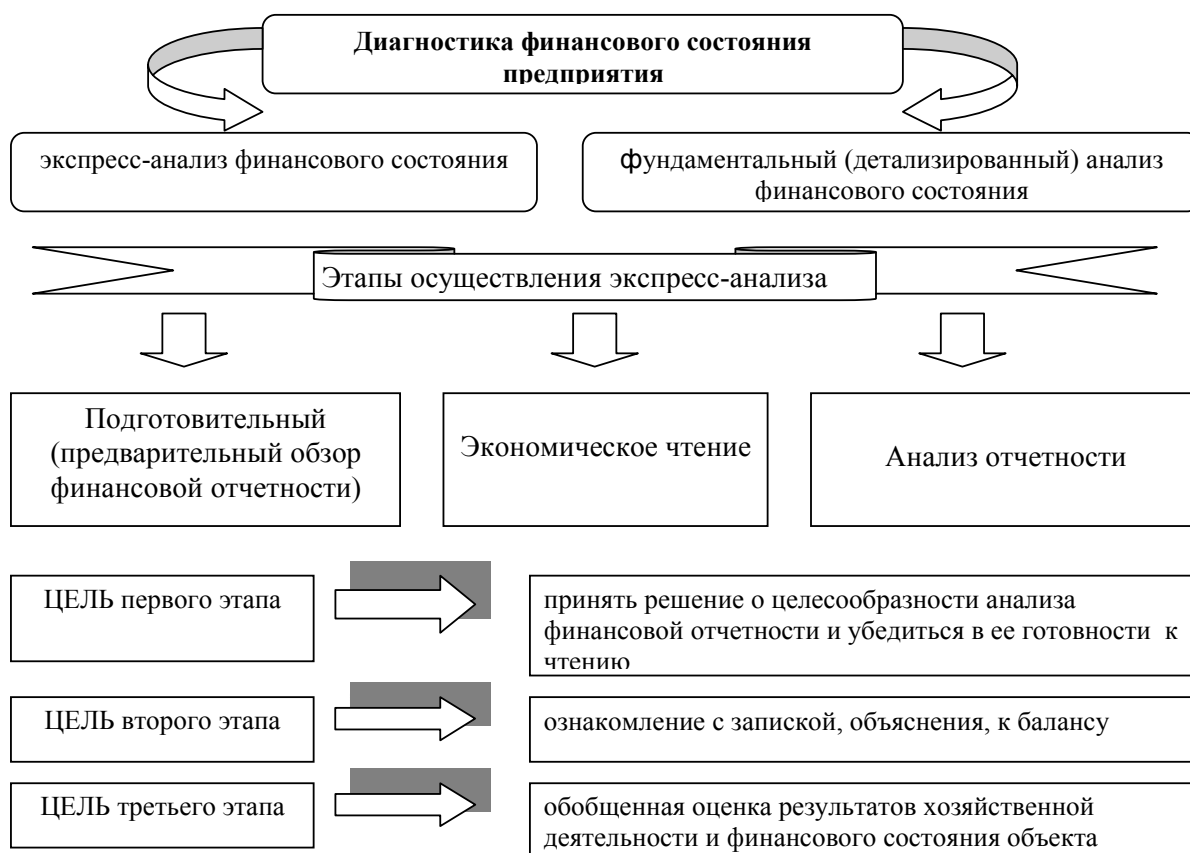 Диагностика финансового состояния
предприятия
экспресс-анализ финансового состояния
фундаментальный (детализированный) анализ
финансового состояния
Этапы осуществления экспресс-анализа
Подготовительный
(предварительный обзор
финансовой отчетности)
Экономическое чтение
Анализ отчетности
ЦЕЛЬ первого этапа
принять решение о целесообразности анализа
финансовой отчетности и убедиться в ее готовности к
чтению
ЦЕЛЬ второго этапа
ознакомление с запиской, объяснения, к балансу
ЦЕЛЬ третьего этапа
обобщенная оценка результатов хозяйственной
деятельности и финансового состояния объекта